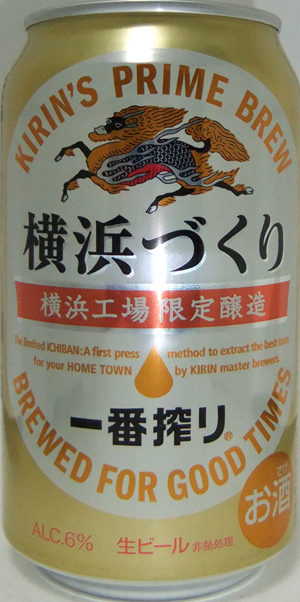 KIRIN'S PRIME BREW
横浜づくり
横浜工場 限定醸造
The limited ICHIBAN:A first press method to extract the best taste
for your HOME TOWN by KIRIN master brewers
一番搾り®
BREWED FOR GOOD TIMES
さけ
お酒
ALC.6% 生ビール 非熱処理